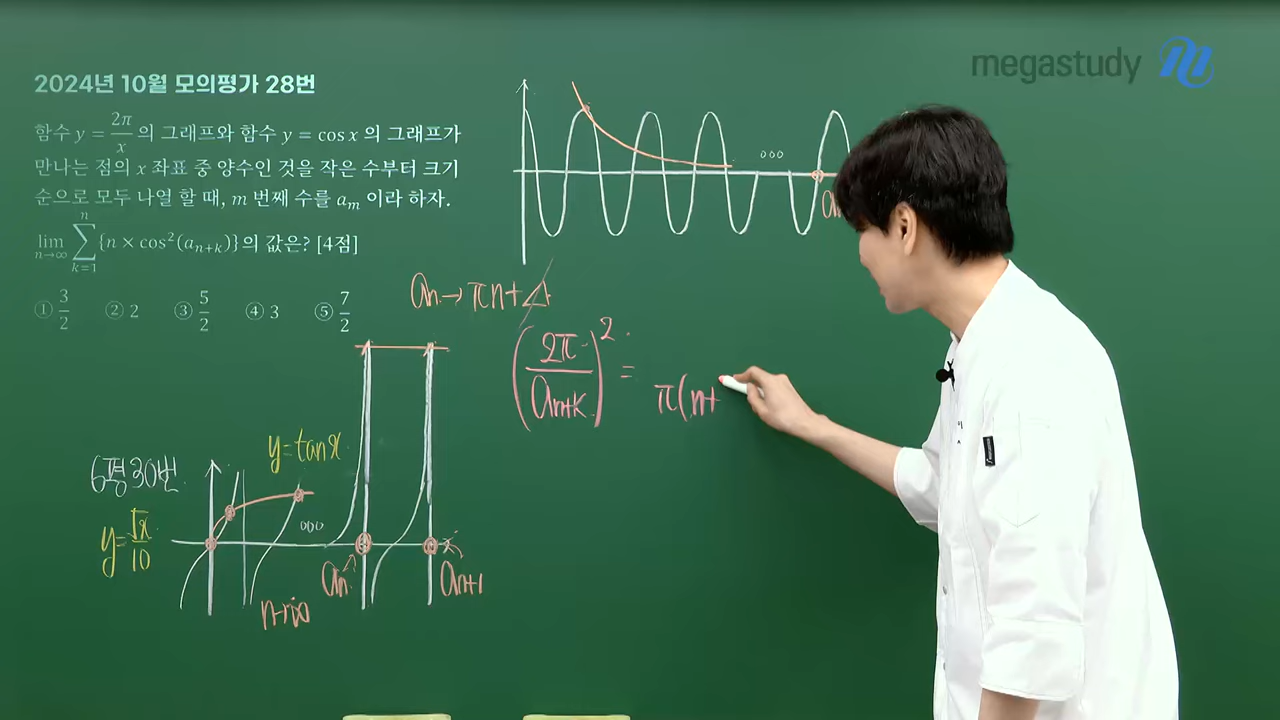 megastudy
2024년 10월 모의평가 28번
함수 y = 2π/x 의 그래프와 함수 y = cos x 의 그래프가
만나는 점의 x 좌표 중 양수인 것을 작은 수부터 크기
순으로 모두 나열 할 때, m 번째 수를 a_m 이라 하자.
lim_{n→∞} ∑_{k=1}^{n} {n × cos²(a_{n+k})}의 값은? [4점]
① 3/2 ② 2 ③ 5/2 ④ 3 ⑤ 7/2
an → πn + △
(2π/a_{n+k})² =
π(n+
6평 30번
y = √x/10
y = tan x
an
an+1
n→∞